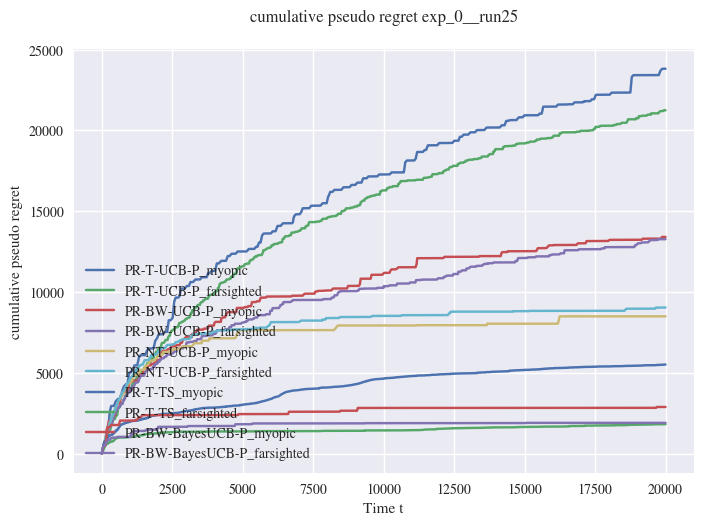 cumulative pseudo regret exp_0__run25
25000
20000
15000
10000
5000
0
cumulative pseudo regret
PR-T-UCB-P_myopic
PR-T-UCB-P_farsighted
PR-BW-UCB-P_myopic
PR-BW-UCB-P_farsighted
PR-NT-UCB-P_myopic
PR-NT-UCB-P_farsighted
PR-T-TS_myopic
PR-T-TS_farsighted
PR-BW-BayesUCB-P_myopic
PR-BW-BayesUCB-P_farsighted
0 2500 5000 7500 10000 12500 15000 17500 20000
Time t